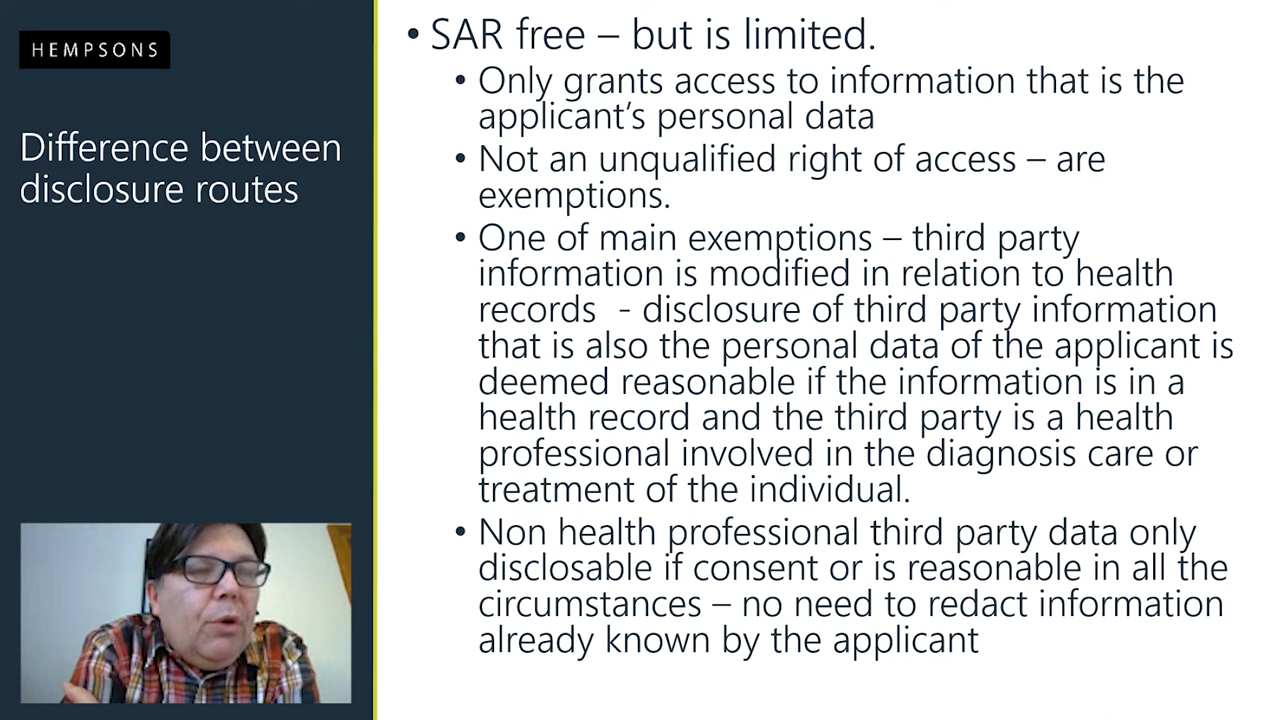 HEMPSONS
Difference between
disclosure routes
• SAR free – but is limited.
• Only grants access to information that is the
applicant's personal data
• Not an unqualified right of access – are
exemptions.
• One of main exemptions – third party
information is modified in relation to health
records - disclosure of third party information
that is also the personal data of the applicant is
deemed reasonable if the information is in a
health record and the third party is a health
professional involved in the diagnosis care or
treatment of the individual.
• Non health professional third party data only
disclosable if consent or is reasonable in all the
circumstances – no need to redact information
already known by the applicant